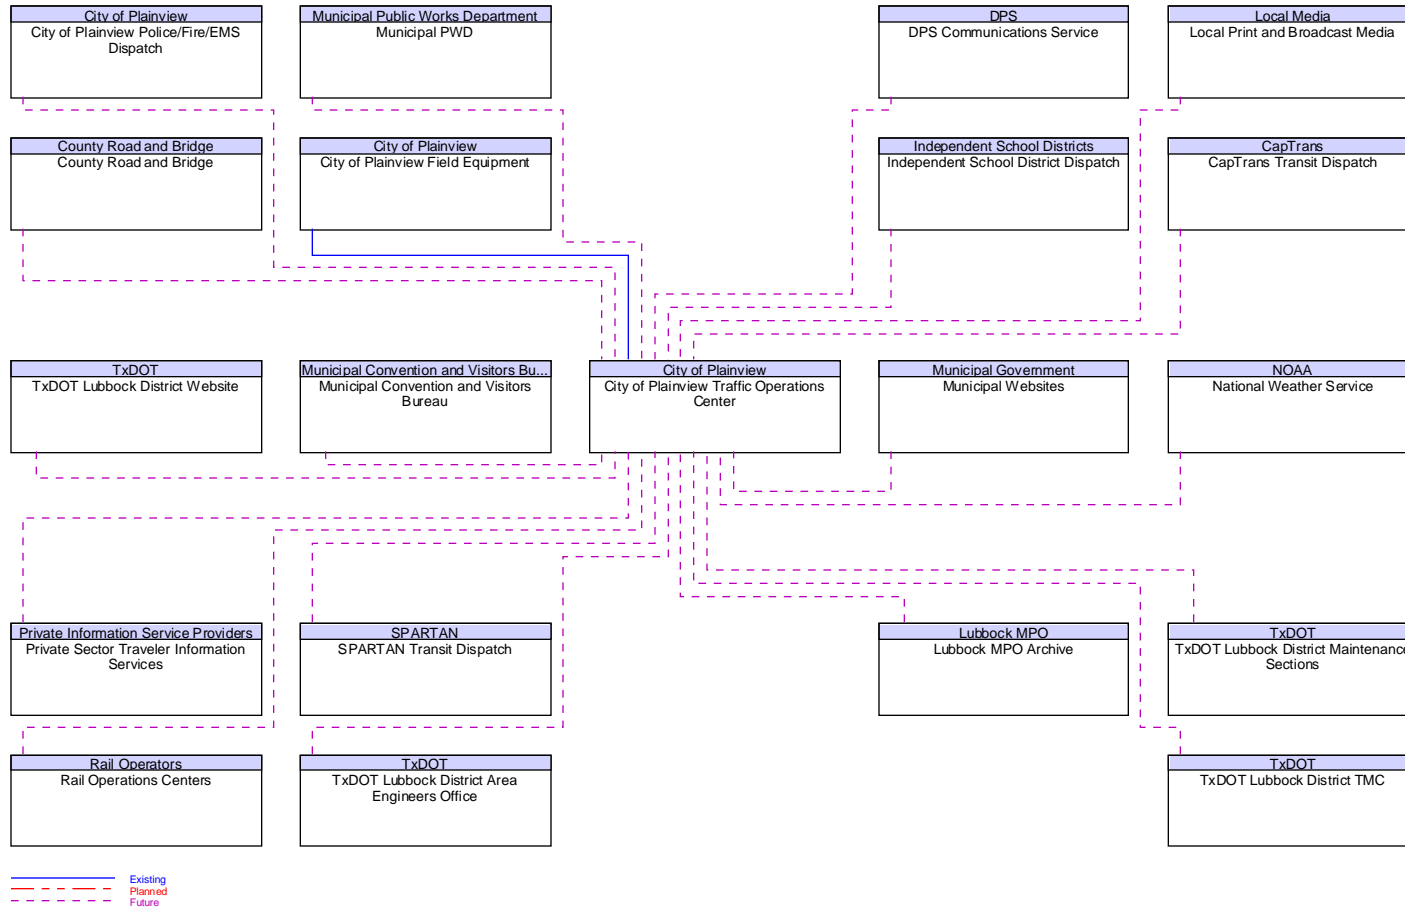 City of Plainview
City of Plainview Police/Fire/EMS
Dispatch
Municipal Public Works Department
Municipal PWD
DPS
DPS Communications Service
Local Media
Local Print and Broadcast Media
County Road and Bridge
County Road and Bridge
City of Plainview
City of Plainview Field Equipment
Independent School Districts
Independent School District Dispatch
CapTrans
CapTrans Transit Dispatch
TxDOT
TxDOT Lubbock District Website
Municipal Convention and Visitors Bu...
Municipal Convention and Visitors
Bureau
City of Plainview
City of Plainview Traffic Operations
Center
Municipal Government
Municipal Websites
NOAA
National Weather Service
Private Information Service Providers
Private Sector Traveler Information
Services
SPARTAN
SPARTAN Transit Dispatch
Lubbock MPO
Lubbock MPO Archive
TxDOT
TxDOT Lubbock District Maintenance
Sections
Rail Operators
Rail Operations Centers
TxDOT
TxDOT Lubbock District Area
Engineers Office
TxDOT
TxDOT Lubbock District TMC
Existing
Planned
Future